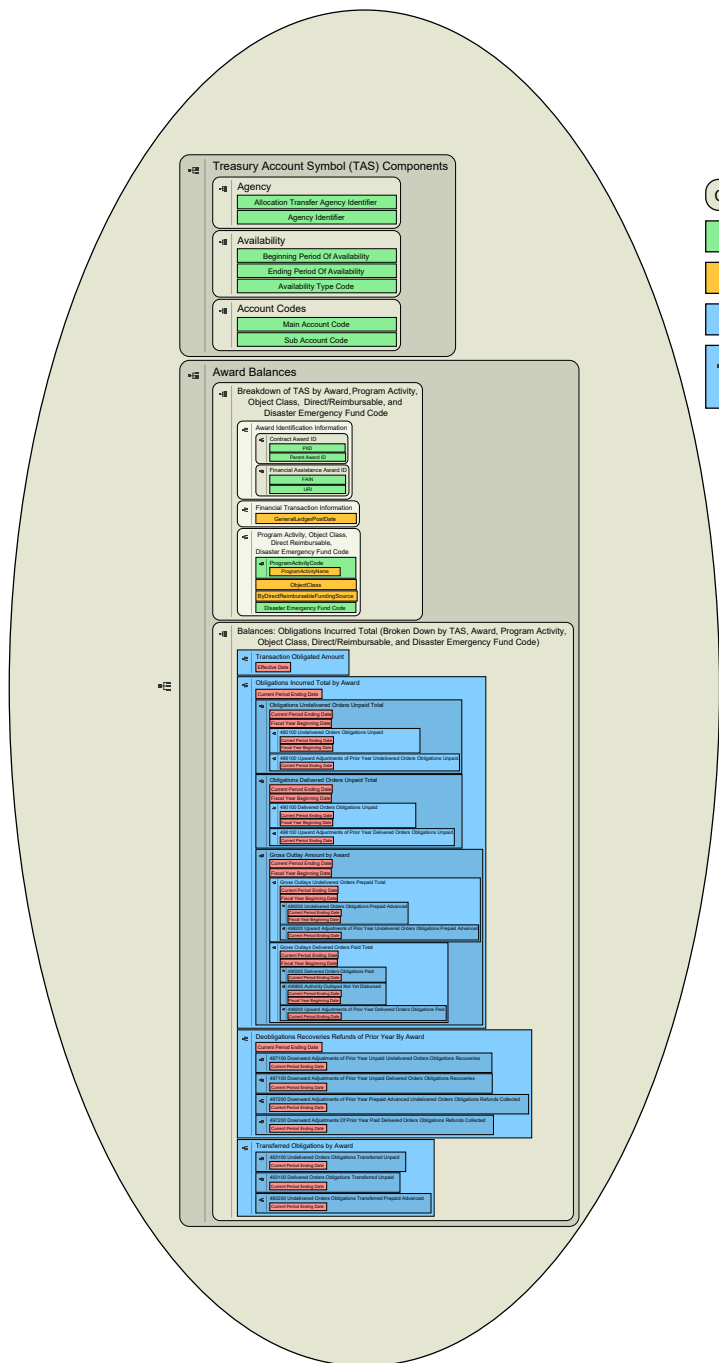 Treasury Account Symbol (TAS) Components
Agency
Allocation Transfer Agency Identifier
Agency Identifier
Availability
Beginning Period Of Availability
Ending Period Of Availability
Availability Type Code
Account Codes
Main Account Code
Sub Account Code
Award Balances
Breakdown of TAS by Award, Program Activity,
Object Class, Direct/Reimbursable, and
Disaster Emergency Fund Code
Award Identification Information
Contract Award ID
PIID
Parent Award ID
Financial Assistance Award ID
FAIN
URI
Financial Transaction Information
GeneralLedgerPostDate
Program Activity, Object Class,
Direct Reimbursable,
Disaster Emergency Fund Code
ProgramActivityCode
ProgramActivityName
ObjectClass
ByDirectReimbursableFundingSource
Disaster Emergency Fund Code
Balances: Obligations Incurred Total (Broken Down by TAS, Award, Program Activity,
Object Class, Direct/Reimbursable, and Disaster Emergency Fund Code)
Transaction Obligated Amount
Effective Date
Obligations Incurred Total by Award
Current Period Ending Date
Obligations Undelivered Orders Unpaid Total
Current Period Ending Date
Fiscal Year Beginning Date
480100 Undelivered Orders Obligations Unpaid
Current Period Ending Date
Fiscal Year Beginning Date
488100 Upward Adjustments of Prior Year Undelivered Orders Obligations Unpaid
Current Period Ending Date
Obligations Delivered Orders Unpaid Total
Current Period Ending Date
Fiscal Year Beginning Date
490100 Delivered Orders Obligations Unpaid
Current Period Ending Date
Fiscal Year Beginning Date
498100 Upward Adjustments of Prior Year Delivered Orders Obligations Unpaid
Current Period Ending Date
Gross Outlay Amount by Award
Current Period Ending Date
Fiscal Year Beginning Date
Gross Outlays Undelivered Orders Prepaid Total
Current Period Ending Date
Fiscal Year Beginning Date
480200 Undelivered Orders Obligations Prepaid Advanced
Current Period Ending Date
Fiscal Year Beginning Date
488200 Upward Adjustments of Prior Year Undelivered Orders Obligations Prepaid Advanced
Current Period Ending Date
Gross Outlays Delivered Orders Paid Total
Current Period Ending Date
Fiscal Year Beginning Date
490200 Delivered Orders Obligations Paid
Current Period Ending Date
490800 Authority Outlayed Not Yet Disbursed
Current Period Ending Date
Fiscal Year Beginning Date
498200 Upward Adjustments of Prior Year Delivered Orders Obligations Paid
Current Period Ending Date
Deobligations Recoveries Refunds of Prior Year By Award
Current Period Ending Date
487100 Downward Adjustments of Prior Year Unpaid Undelivered Orders Obligations Recoveries
Current Period Ending Date
497100 Downward Adjustments of Prior Year Unpaid Delivered Orders Obligations Recoveries
Current Period Ending Date
487200 Downward Adjustments of Prior Year Prepaid Advanced Undelivered Orders Obligations Refunds Collected
Current Period Ending Date
497200 Downward Adjustments Of Prior Year Paid Delivered Orders Obligations Refunds Collected
Current Period Ending Date
Transferred Obligations by Award
483100 Undelivered Orders Obligations Transferred Unpaid
Current Period Ending Date
493100 Delivered Orders Obligations Transferred Unpaid
Current Period Ending Date
483200 Undelivered Orders Obligations Transferred Prepaid Advanced
Current Period Ending Date